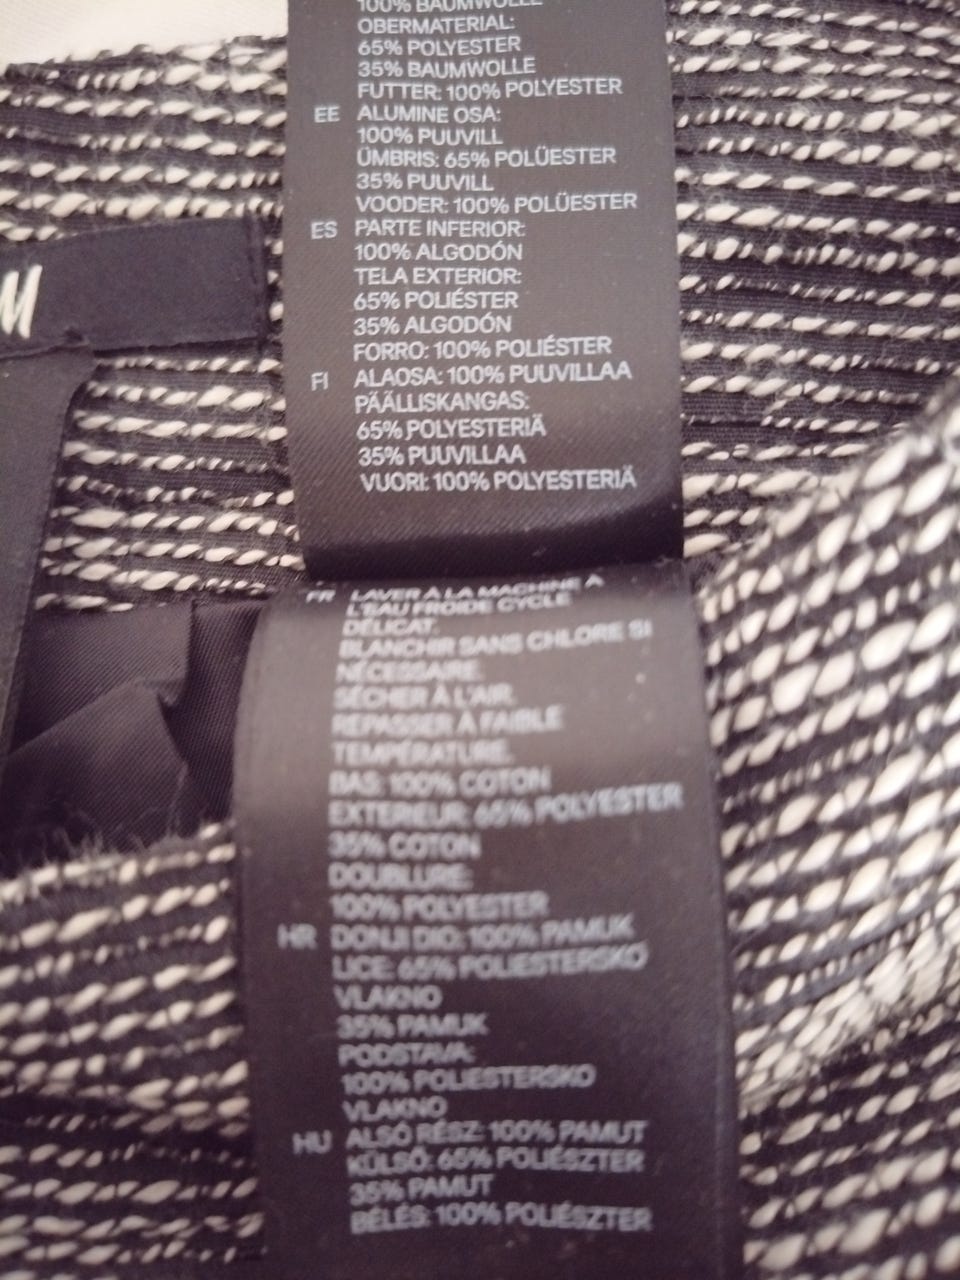 100% BAUMWOLLE
OBERMATERIAL:
65% POLYESTER
35% BAUMWOLLE
FUTTER: 100% POLYESTER
EE ALUMINE OSA:
100% PUUVILL
ÜMBRIS: 65% POLÜESTER
35% PUUVILL
VOODER: 100% POLÜESTER
ES PARTE INFERIOR:
100% ALGODÓN
TELA EXTERIOR:
65% POLIÉSTER
35% ALGODÓN
FORRO: 100% POLIÉSTER
FI ALAOSA: 100% PUUVILLAA
PÄÄLLISKANGAS:
65% POLYESTERIÄ
35% PUUVILLAA
VUORI: 100% POLYESTERIÄ
M
FR LAVER À LA MACHINE À
L'EAU FROIDE CYCLE
DÉLICAT.
BLANCHIR SANS CHLORE SI
NÉCESSAIRE.
SÉCHER À L'AIR.
REPASSER À FAIBLE
TEMPÉRATURE.
BAS: 100% COTON
EXTERIEUR: 65% POLYESTER
35% COTON
DOUBLURE:
100% POLYESTER
HR DONJI DIO: 100% PAMUK
LICE: 65% POLIESTERSKO
VLAKNO
35% PAMUK
PODSTAVA:
100% POLIESTERSKO
VLAKNO
HU ALSÓ RÉSZ: 100% PAMUT
KÜLSŐ: 65% POLIÉSZTER
35% PAMUT
BÉLÉS: 100% POLIÉSZTER